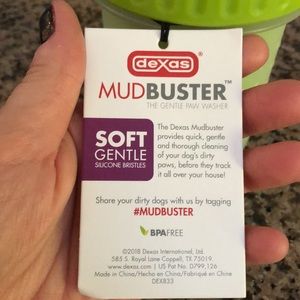 dexas®
MUDBUSTER™
THE GENTLE PAW WASHER
SOFT
GENTLE
SILICONE BRISTLES
The Dexas Mudbuster
provides quick, gentle
and thorough cleaning
of your dog's dirty
paws, before they track
it all over your house!
Share your dirty dogs with us by tagging
#MUDBUSTER
BPAFREE
©2018 Dexas International, Ltd.
585 S. Royal Lane Coppell, TX 75019
www.dexas.com | US Pat No. D799,126
Made in China/Hecho en China/Fabriqué en Chine
DEX833